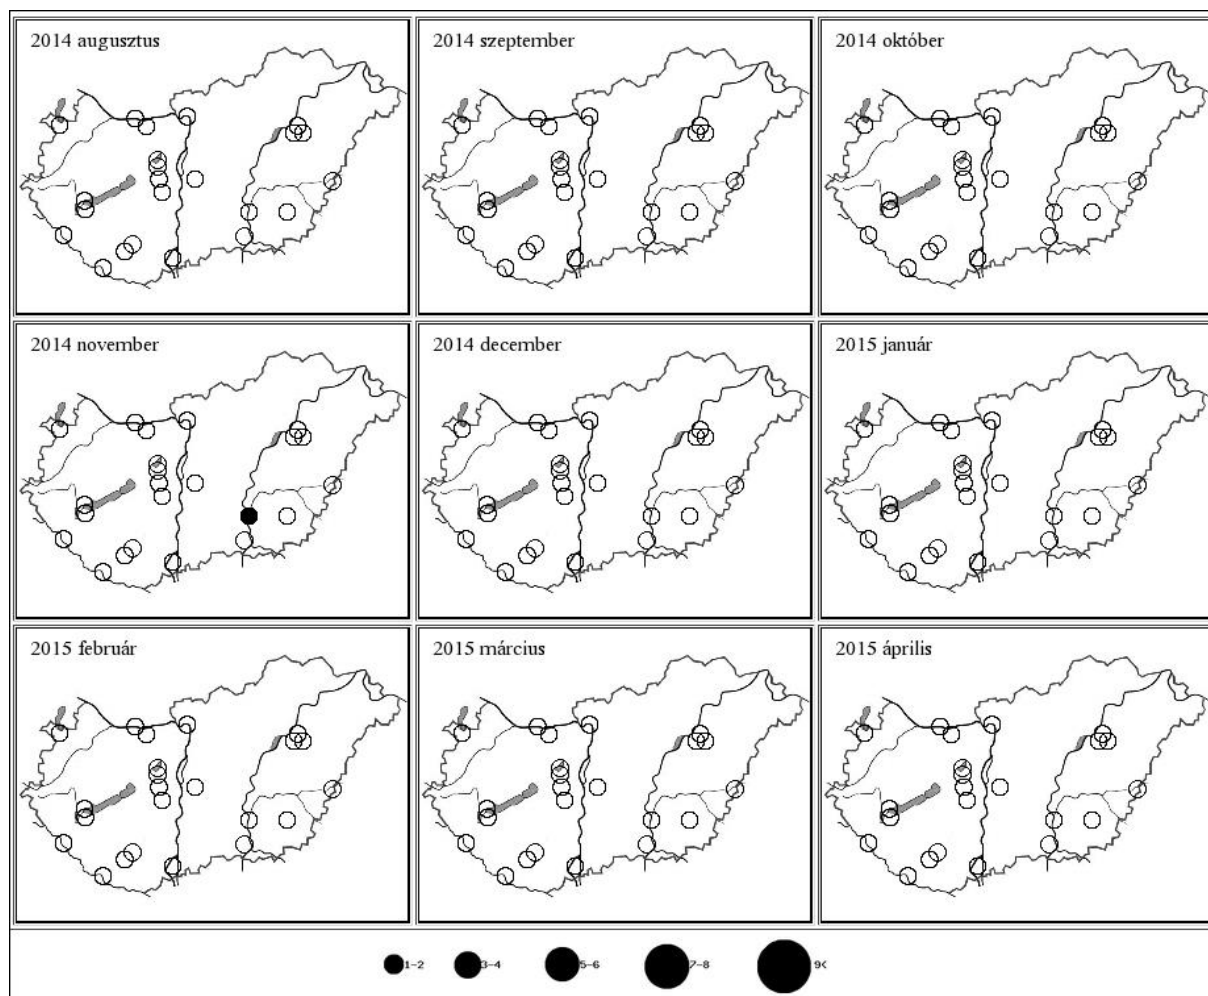 2014 augusztus
2014 szeptember
2014 október
2014 november
2014 december
2015 január
2015 február
2015 március
2015 április
1-2 3-4 5-6 7-8 9<